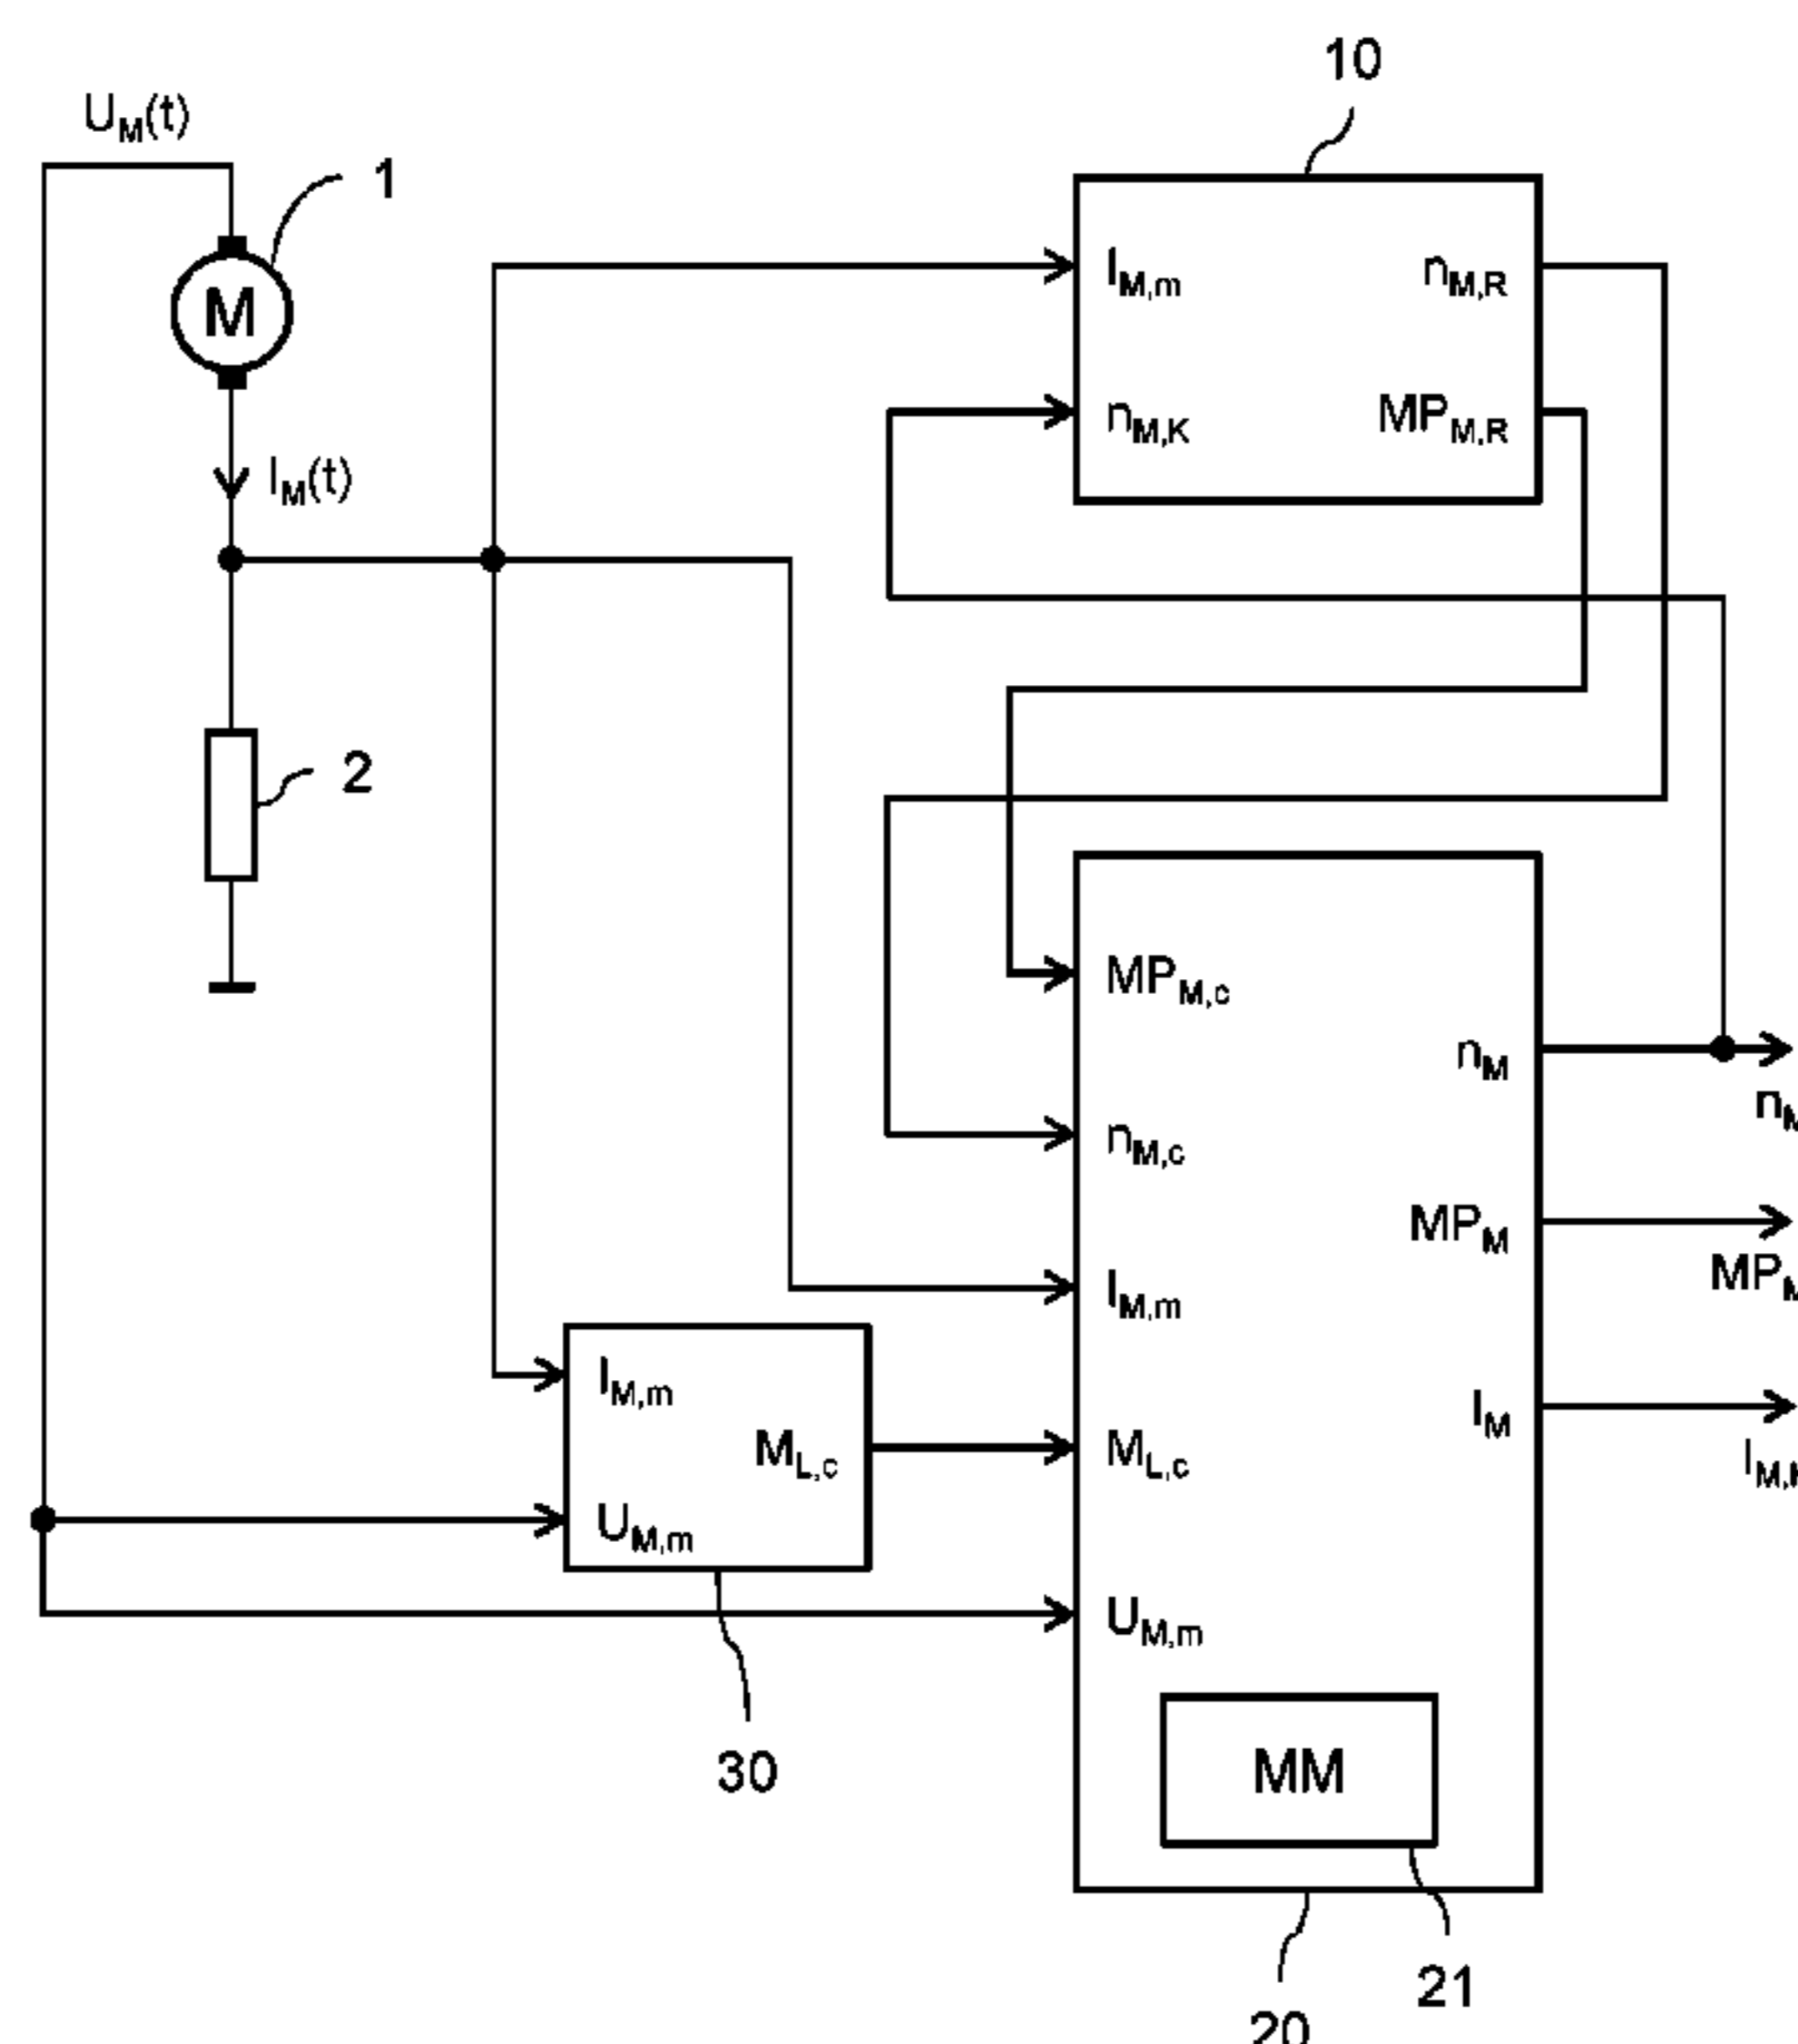 10
U_M(t)
1
M
I_M,m
n_M,R
n_M,K
MP_M,R
I_M(t)
2
MP_M,c
n_M
n_M,c
MP_M
I_M,m
I_M,m
I_M
M_L,c
M_L,c
U_M,m
U_M,m
MM
30
21
20